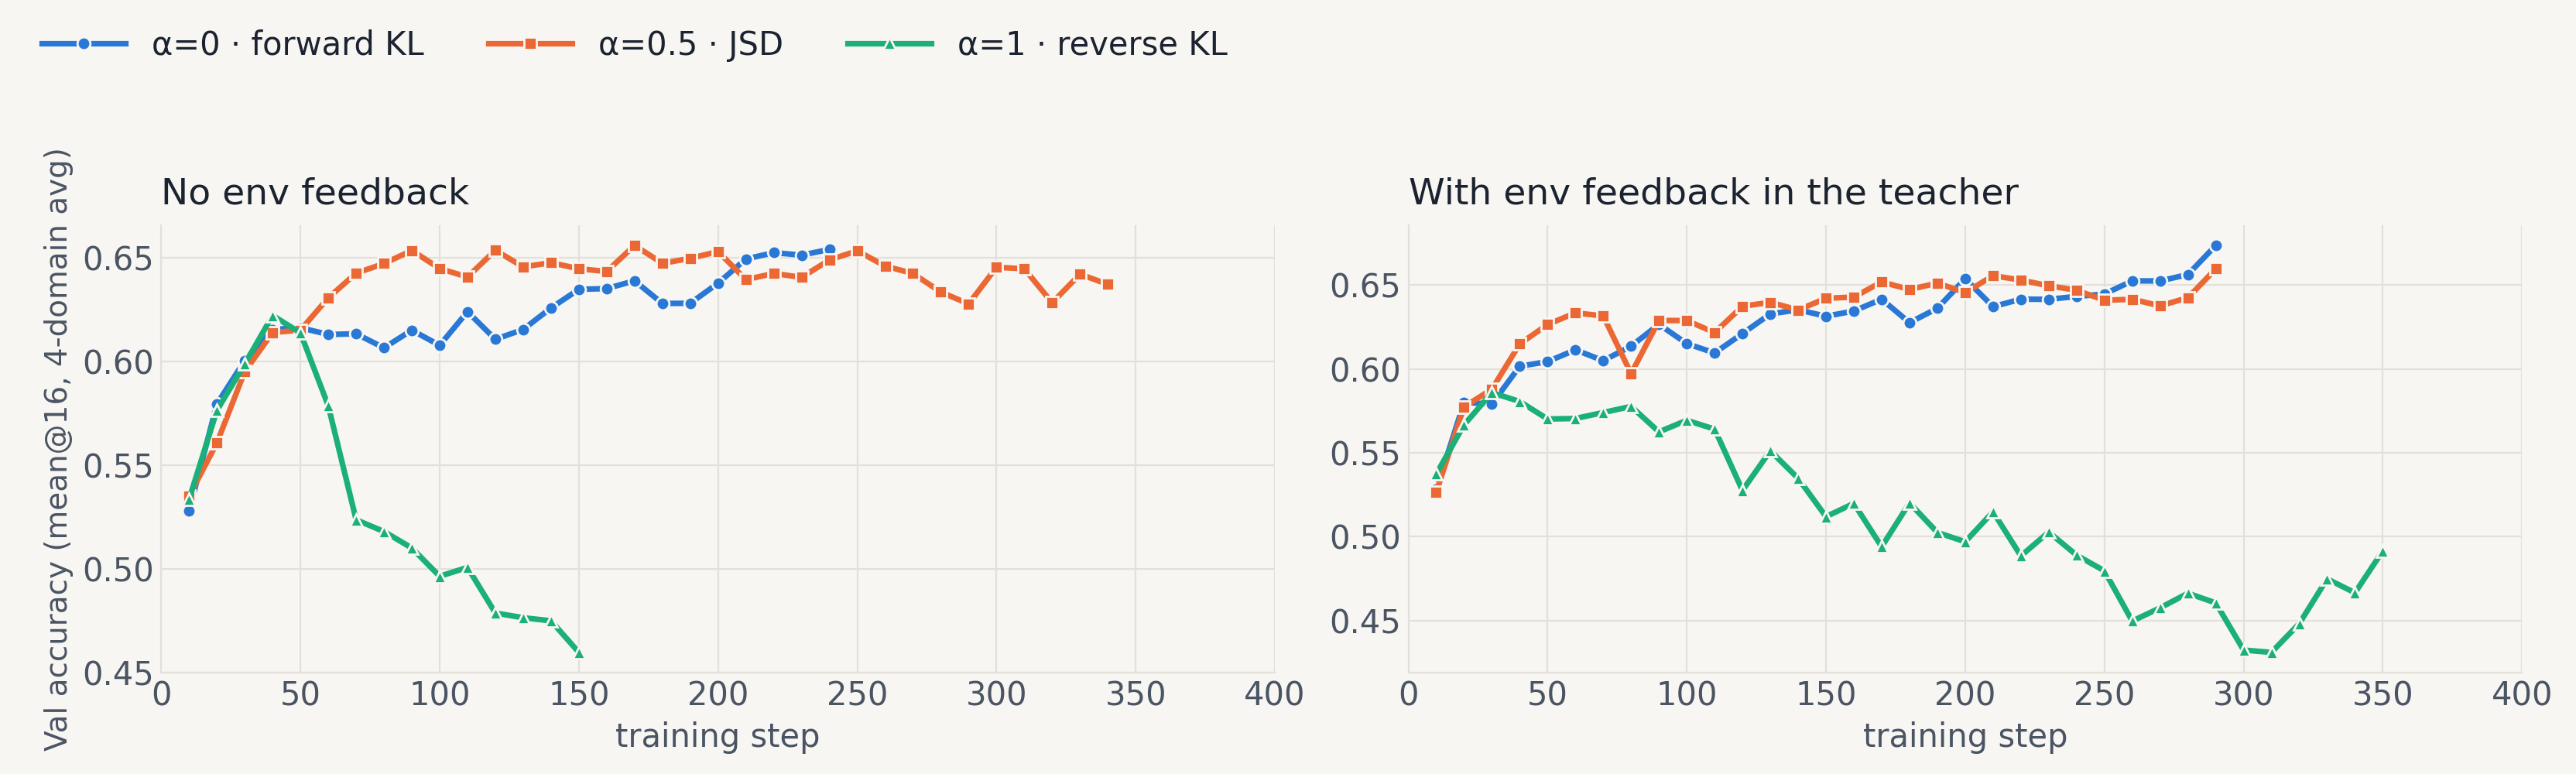 α=0 · forward KL
α=0.5 · JSD
α=1 · reverse KL
Val accuracy (mean@16, 4-domain avg)
No env feedback
0.65
0.60
0.55
0.50
0.45
0 50 100 150 200 250 300 350 400
training step
With env feedback in the teacher
0.65
0.60
0.55
0.50
0.45
0 50 100 150 200 250 300 350 400
training step